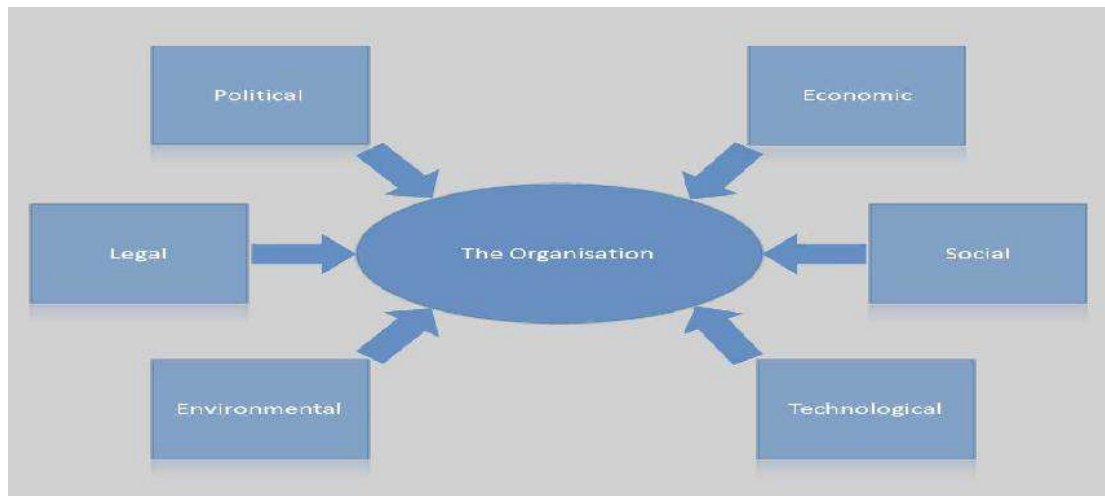 Political
Economic
Legal
The Organisation
Social
Environmental
Technological